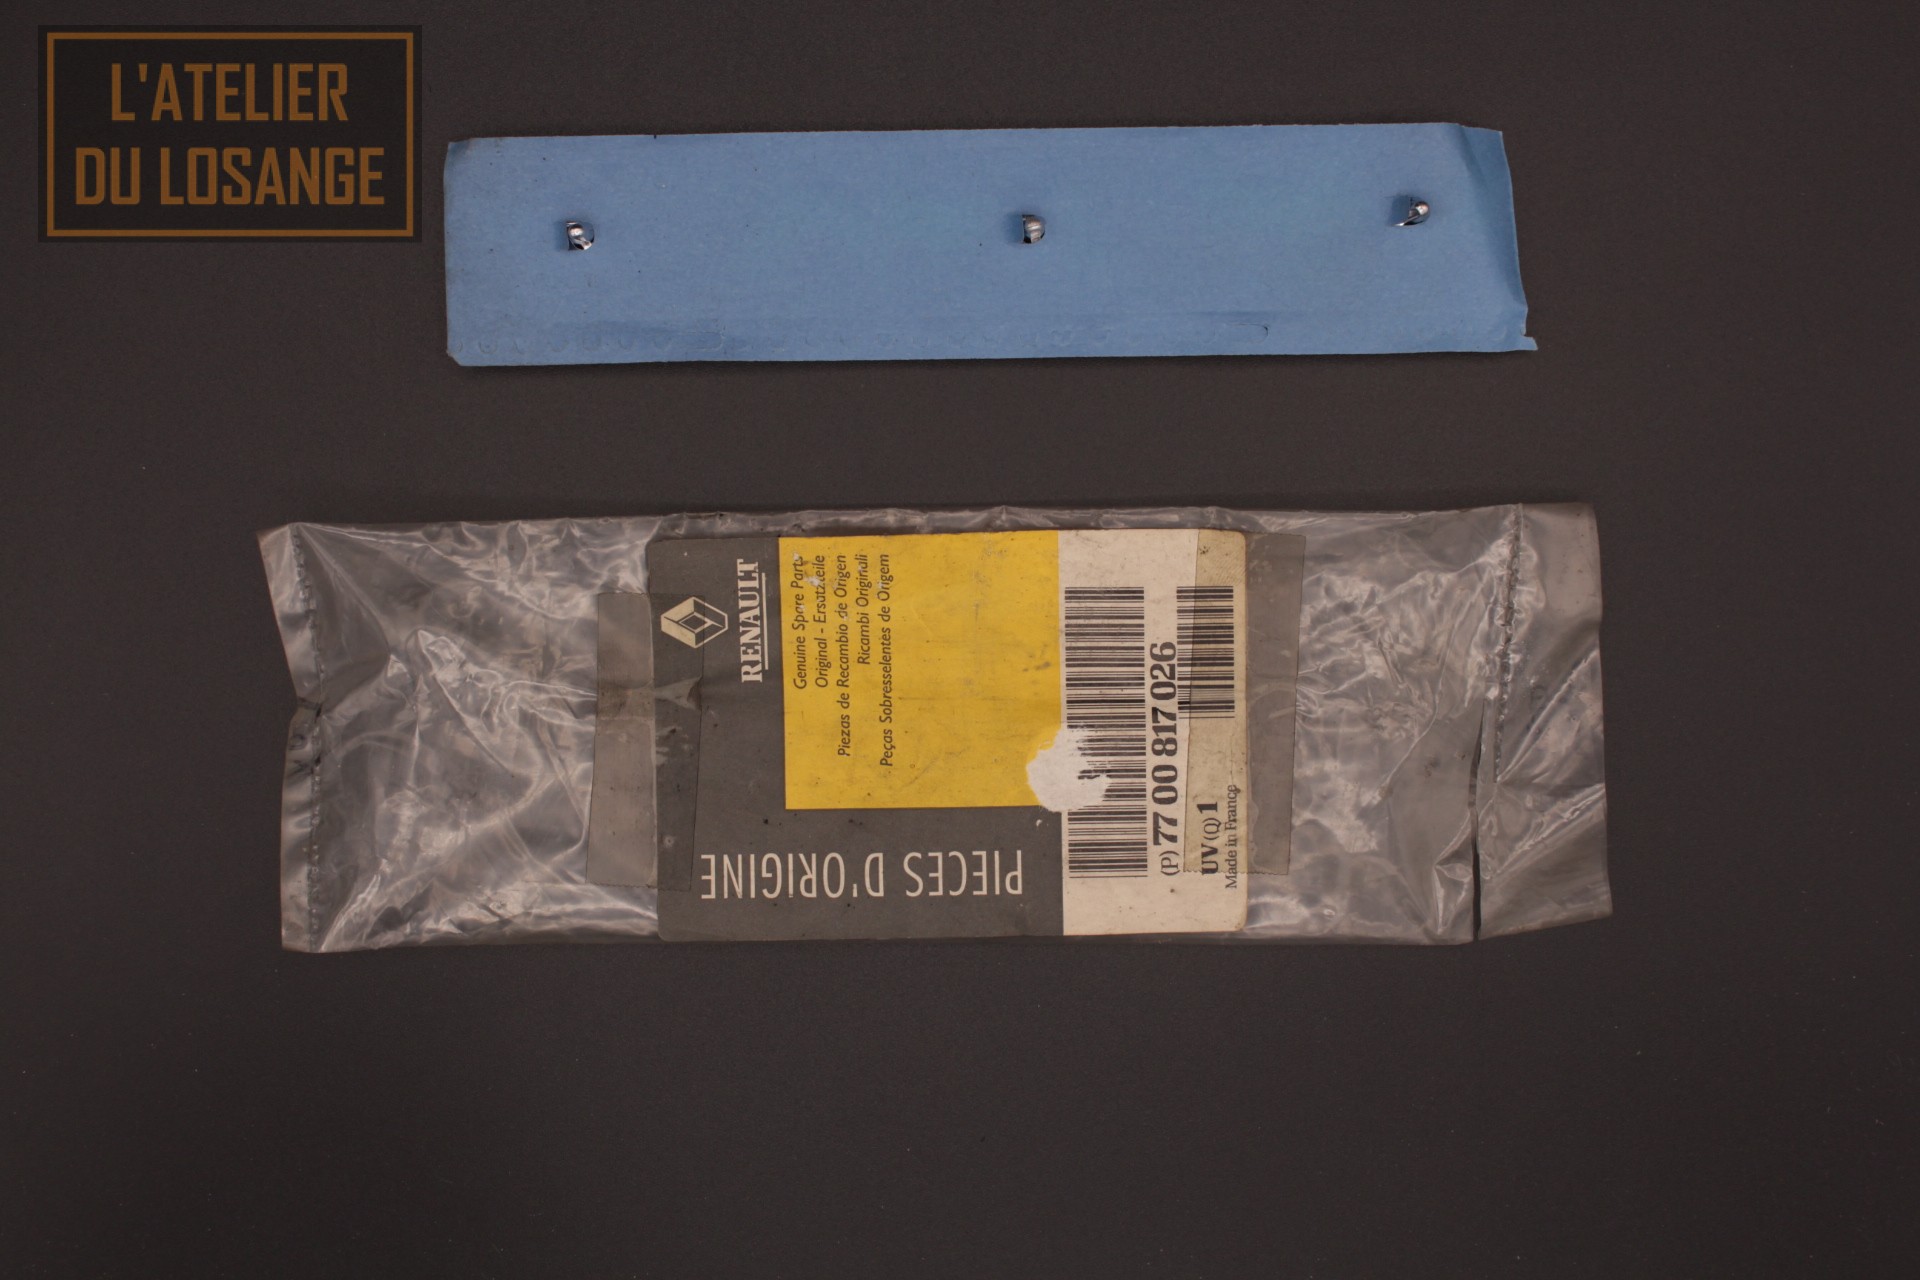 L'ATELIER
DU LOSANGE
RENAULT
Genuine Spare Parts
Original - Ersatzteile
Piezas de Recambio de Origen
Ricambi Originali
Peças Sobresselentes de Origem
PIECES D'ORIGINE
(P) 77 00 817 026
UV (Q) 1
Made in France